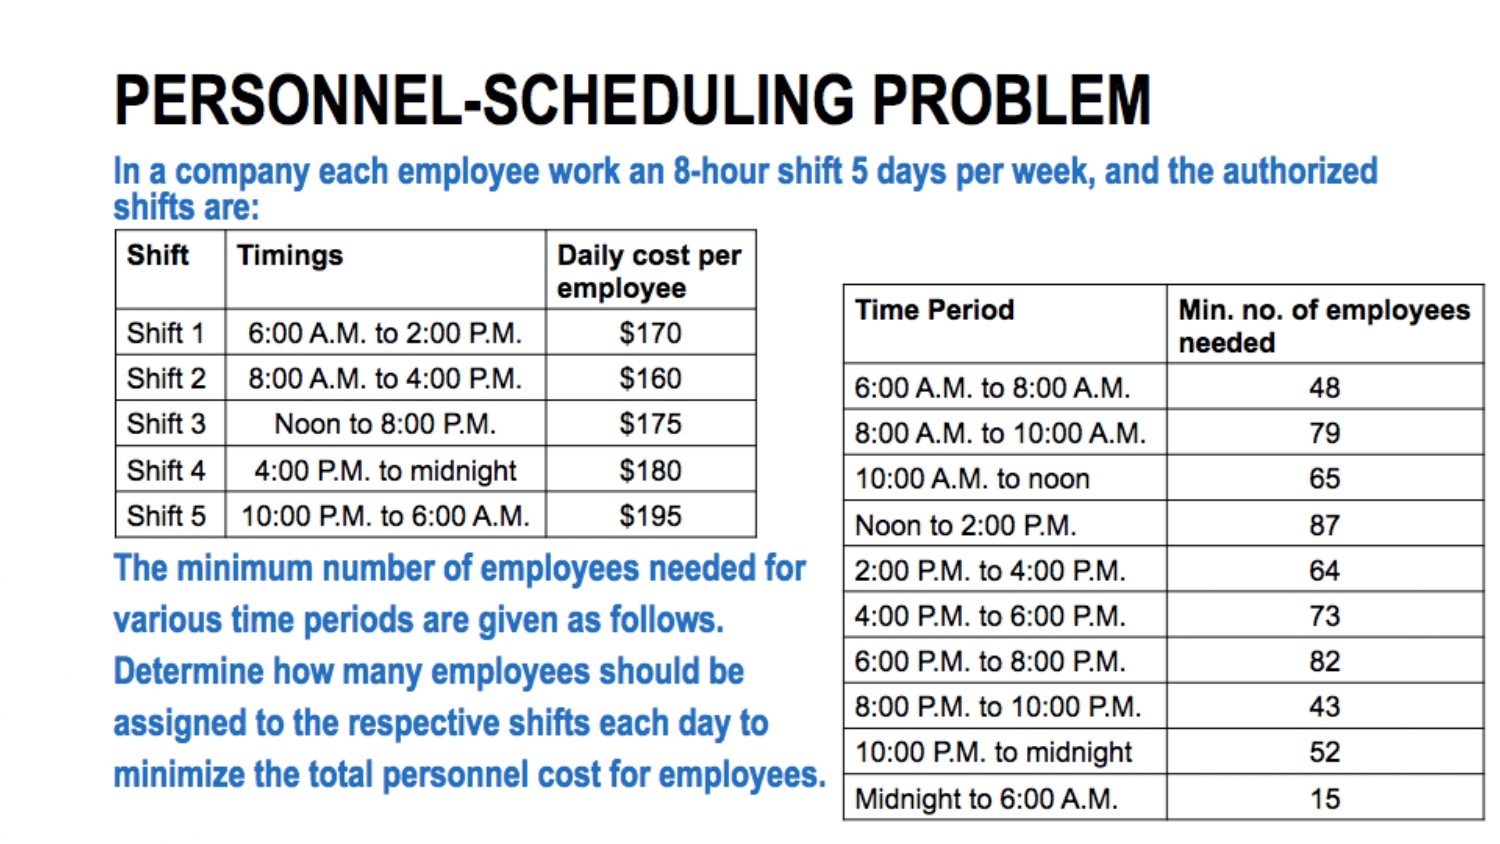 PERSONNEL-SCHEDULING PROBLEM
In a company each employee work an 8-hour shift 5 days per week, and the authorized
shifts are:
Shift Timings Daily cost per
employee
Shift 1 6:00 A.M. to 2:00 P.M. $170
Shift 2 8:00 A.M. to 4:00 P.M. $160
Shift 3 Noon to 8:00 P.M. $175
Shift 4 4:00 P.M. to midnight $180
Shift 5 10:00 P.M. to 6:00 A.M. $195
The minimum number of employees needed for
various time periods are given as follows.
Determine how many employees should be
assigned to the respective shifts each day to
minimize the total personnel cost for employees.
Time Period Min. no. of employees
needed
6:00 A.M. to 8:00 A.M. 48
8:00 A.M. to 10:00 A.M. 79
10:00 A.M. to noon 65
Noon to 2:00 P.M. 87
2:00 P.M. to 4:00 P.M. 64
4:00 P.M. to 6:00 P.M. 73
6:00 P.M. to 8:00 P.M. 82
8:00 P.M. to 10:00 P.M. 43
10:00 P.M. to midnight 52
Midnight to 6:00 A.M. 15